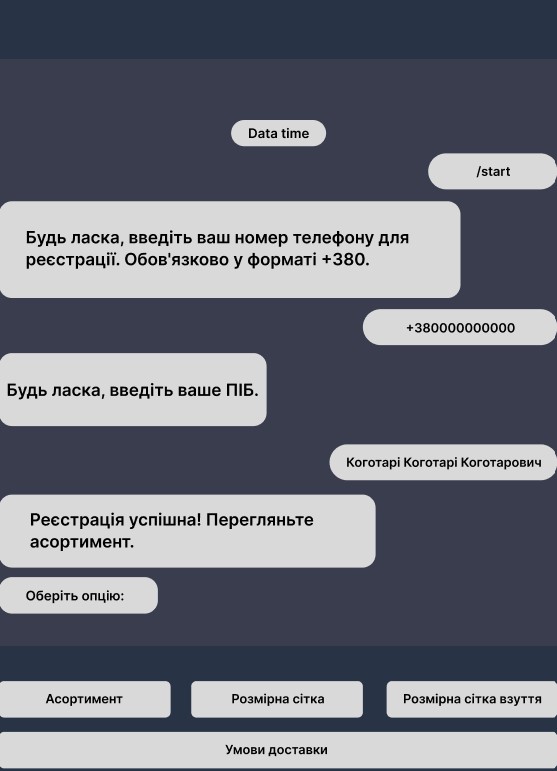 Data time
/start
Будь ласка, введіть ваш номер телефону для
реєстрації. Обов'язково у форматі +380.
+380000000000
Будь ласка, введіть ваше ПІБ.
Коготарі Коготарі Коготарович
Реєстрація успішна! Перегляньте
асортимент.
Оберіть опцію:
Асортимент
Розмірна сітка
Розмірна сітка взуття
Умови доставки